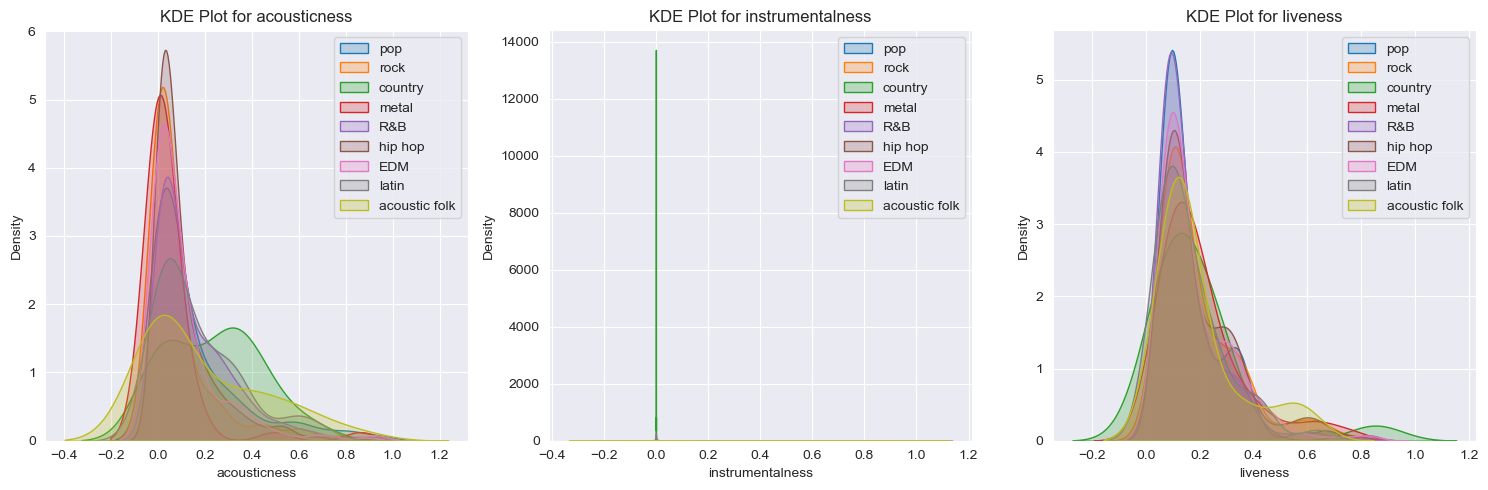 KDE Plot for acousticness
6
5
4
3
2
1
0
Density
−0.4
−0.2
0.0
0.2
0.4
0.6
0.8
1.0
1.2
acousticness
pop
rock
country
metal
R&B
hip hop
EDM
latin
acoustic folk
KDE Plot for instrumentalness
14000
12000
10000
8000
6000
4000
2000
0
Density
−0.4
−0.2
0.0
0.2
0.4
0.6
0.8
1.0
1.2
instrumentalness
pop
rock
country
metal
R&B
hip hop
EDM
latin
acoustic folk
KDE Plot for liveness
5
4
3
2
1
0
Density
−0.2
0.0
0.2
0.4
0.6
0.8
1.0
1.2
liveness
pop
rock
country
metal
R&B
hip hop
EDM
latin
acoustic folk